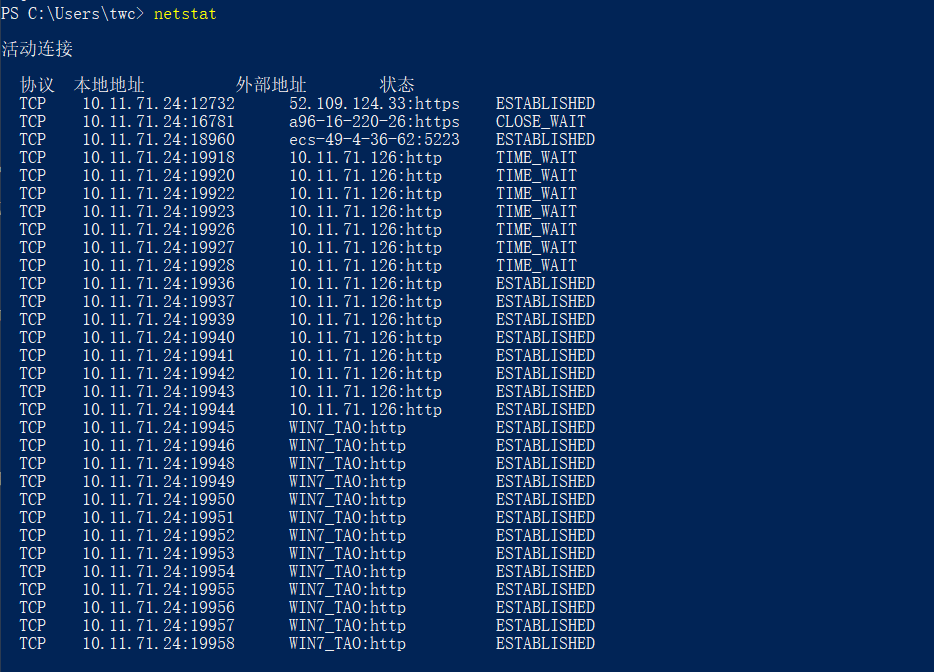 PS C:\Users\twc> netstat
活动连接
协议 本地地址 外部地址 状态
TCP 10.11.71.24:12732 52.109.124.33:https ESTABLISHED
TCP 10.11.71.24:16781 a96-16-220-26:https CLOSE_WAIT
TCP 10.11.71.24:18960 ecs-49-4-36-62:5223 ESTABLISHED
TCP 10.11.71.24:19918 10.11.71.126:http TIME_WAIT
TCP 10.11.71.24:19920 10.11.71.126:http TIME_WAIT
TCP 10.11.71.24:19922 10.11.71.126:http TIME_WAIT
TCP 10.11.71.24:19923 10.11.71.126:http TIME_WAIT
TCP 10.11.71.24:19926 10.11.71.126:http TIME_WAIT
TCP 10.11.71.24:19927 10.11.71.126:http TIME_WAIT
TCP 10.11.71.24:19928 10.11.71.126:http TIME_WAIT
TCP 10.11.71.24:19936 10.11.71.126:http ESTABLISHED
TCP 10.11.71.24:19937 10.11.71.126:http ESTABLISHED
TCP 10.11.71.24:19939 10.11.71.126:http ESTABLISHED
TCP 10.11.71.24:19940 10.11.71.126:http ESTABLISHED
TCP 10.11.71.24:19941 10.11.71.126:http ESTABLISHED
TCP 10.11.71.24:19942 10.11.71.126:http ESTABLISHED
TCP 10.11.71.24:19943 10.11.71.126:http ESTABLISHED
TCP 10.11.71.24:19944 10.11.71.126:http ESTABLISHED
TCP 10.11.71.24:19945 WIN7_TAO:http ESTABLISHED
TCP 10.11.71.24:19946 WIN7_TAO:http ESTABLISHED
TCP 10.11.71.24:19948 WIN7_TAO:http ESTABLISHED
TCP 10.11.71.24:19949 WIN7_TAO:http ESTABLISHED
TCP 10.11.71.24:19950 WIN7_TAO:http ESTABLISHED
TCP 10.11.71.24:19951 WIN7_TAO:http ESTABLISHED
TCP 10.11.71.24:19952 WIN7_TAO:http ESTABLISHED
TCP 10.11.71.24:19953 WIN7_TAO:http ESTABLISHED
TCP 10.11.71.24:19954 WIN7_TAO:http ESTABLISHED
TCP 10.11.71.24:19955 WIN7_TAO:http ESTABLISHED
TCP 10.11.71.24:19956 WIN7_TAO:http ESTABLISHED
TCP 10.11.71.24:19957 WIN7_TAO:http ESTABLISHED
TCP 10.11.71.24:19958 WIN7_TAO:http ESTABLISHED